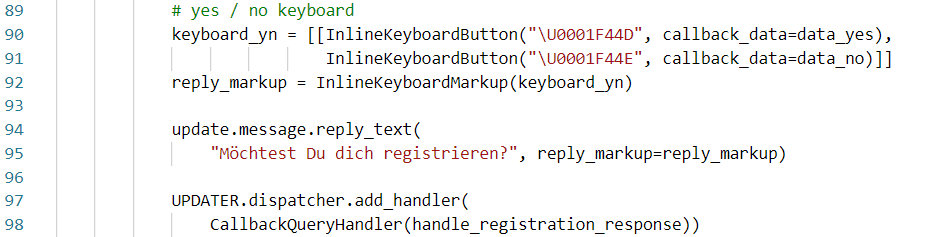 89 # yes / no keyboard
90 keyboard_yn = [[InlineKeyboardButton("\U0001F44D", callback_data=data_yes),
91 InlineKeyboardButton("\U0001F44E", callback_data=data_no)]]
92 reply_markup = InlineKeyboardMarkup(keyboard_yn)
93
94 update.message.reply_text(
95 "Möchtest Du dich registrieren?", reply_markup=reply_markup)
96
97 UPDATER.dispatcher.add_handler(
98 CallbackQueryHandler(handle_registration_response))